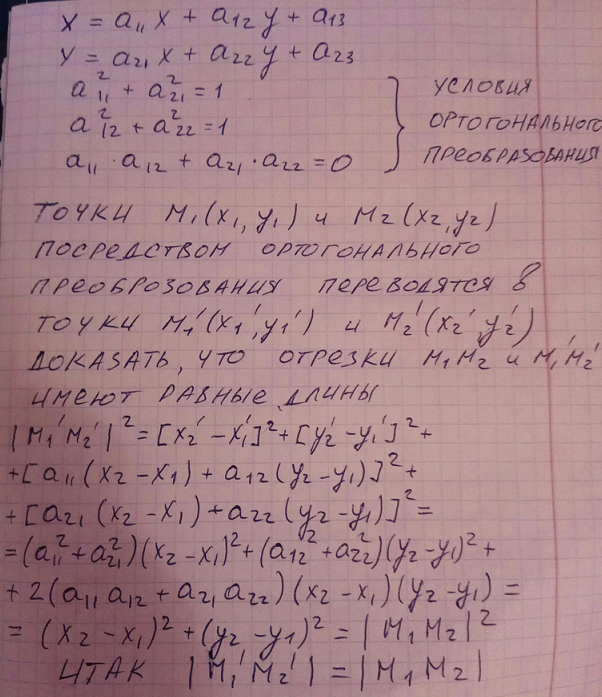 X = a₁₁ x + a₁₂ y + a₁₃
Y = a₂₁ x + a₂₂ y + a₂₃
a₁₁² + a₂₁² = 1 УСЛОВИЯ
a₁₂² + a₂₂² = 1 ОРТОГОНАЛЬНОГО
a₁₁ · a₁₂ + a₂₁ · a₂₂ = 0 ПРЕОБРАЗОВАНИЯ
ТОЧКИ M₁(x₁, y₁) и M₂(x₂, y₂)
ПОСРЕДСТВОМ ОРТОГОНАЛЬНОГО
ПРЕОБРОЗОВАНИЯ ПЕРЕВОДЯТСЯ В
ТОЧКИ M₁'(x₁', y₁') И M₂'(x₂', y₂')
ДОКАЗАТЬ, ЧТО ОТРЕЗКИ M₁M₂ и M₁'M₂'
ИМЕЮТ РАВНЫЕ ДЛИНЫ
|M₁'M₂'|² = [x₂' – x₁']² + [y₂' – y₁']² +
+ [a₁₁(x₂ – x₁) + a₁₂(y₂ – y₁)]² +
+ [a₂₁(x₂ – x₁) + a₂₂(y₂ – y₁)]² =
= (a₁₁² + a₂₁²)(x₂ – x₁)² + (a₁₂² + a₂₂²)(y₂ – y₁)² +
+ 2(a₁₁ a₁₂ + a₂₁ a₂₂)(x₂ – x₁)(y₂ – y₁) =
= (x₂ – x₁)² + (y₂ – y₁)² = |M₁M₂|²
ИТАК |M₁'M₂'| = |M₁M₂|